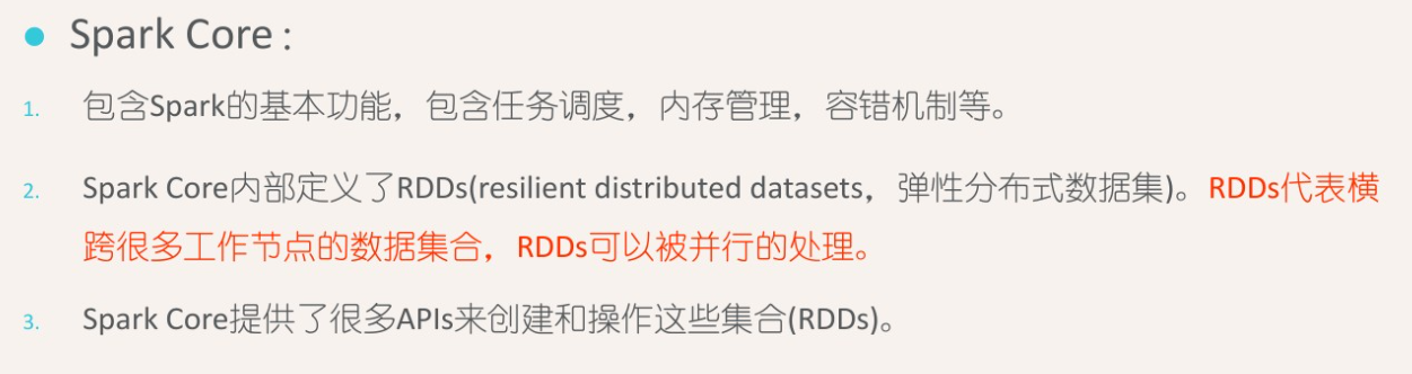 Spark Core：
1. 包含Spark的基本功能，包含任务调度，内存管理，容错机制等。
2. Spark Core内部定义了RDDs(resilient distributed datasets，弹性分布式数据集)。RDDs代表横
跨很多工作节点的数据集合，RDDs可以被并行的处理。
3. Spark Core提供了很多APIs来创建和操作这些集合(RDDs)。